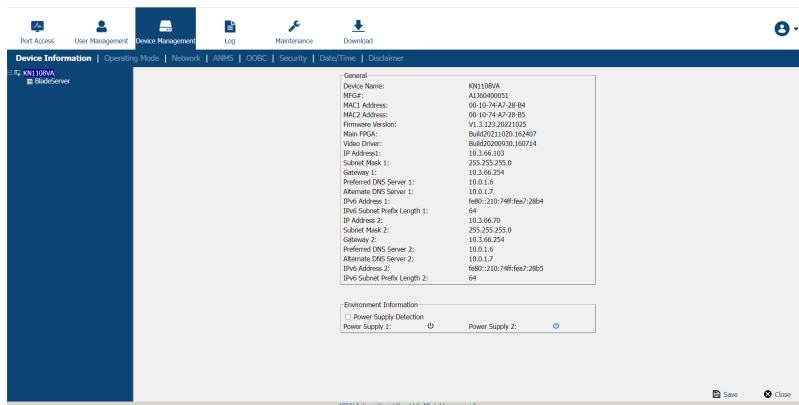 Port Access User Management Device Management Log Maintenance Download
Device Information | Operating Mode | Network | ANMS | OOBC | Security | Date/Time | Disclaimer
KN1108VA
BladeServer
General
Device Name: KN1108VA
MFG#: A1J60400051
MAC1 Address: 00-10-74-A7-28-B4
MAC2 Address: 00-10-74-A7-28-B5
Firmware Version: V1.3.123.20221025
Main FPGA: Build20211020.162407
Video Driver: Build20200930.160714
IP Address1: 10.3.66.103
Subnet Mask 1: 255.255.255.0
Gateway 1: 10.3.66.254
Preferred DNS Server 1: 10.0.1.6
Alternate DNS Server 1: 10.0.1.7
IPv6 Address 1: fe80::210:74ff:fea7:28b4
IPv6 Subnet Prefix Length 1: 64
IP Address 2: 10.3.66.70
Subnet Mask 2: 255.255.255.0
Gateway 2: 10.3.66.254
Preferred DNS Server 2: 10.0.1.6
Alternate DNS Server 2: 10.0.1.7
IPv6 Address 2: fe80::210:74ff:fea7:28b5
IPv6 Subnet Prefix Length 2: 64
Environment Information
Power Supply Detection
Power Supply 1: Power Supply 2:
Save Close